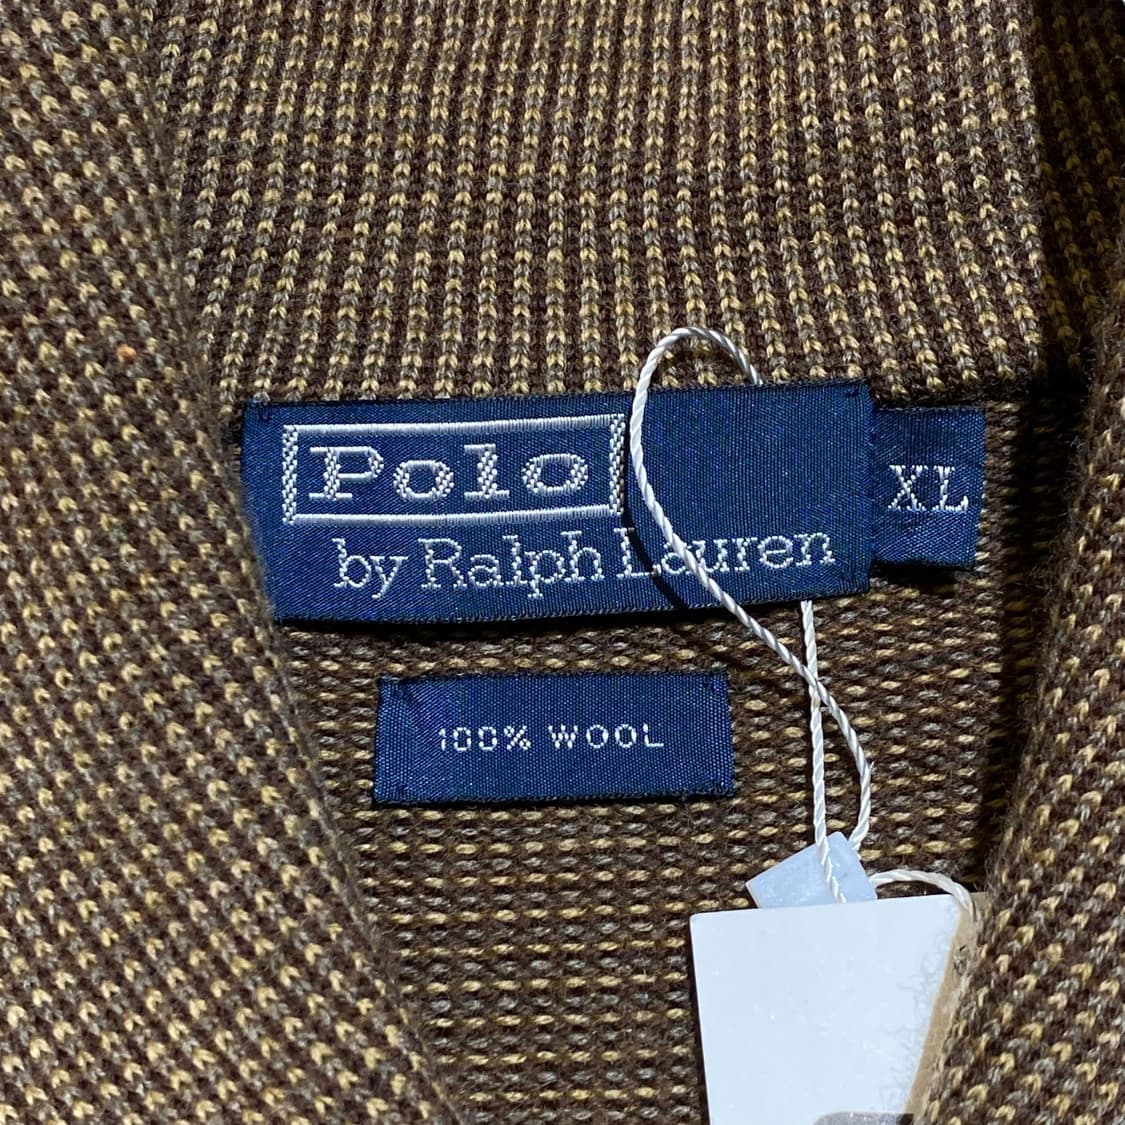 Polo
by Ralph Lauren
XL
100% WOOL